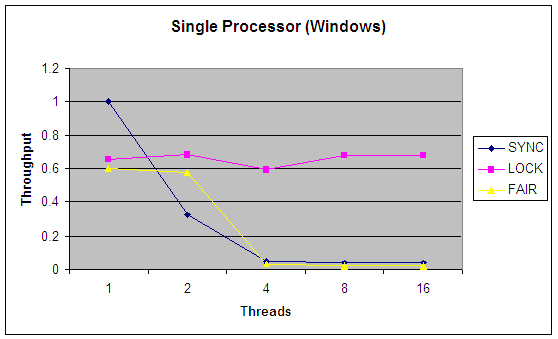 Single Processor (Windows)
1.2
1
0.8
0.6
0.4
0.2
0
Throughput
1 2 4 8 16
Threads
SYNC
LOCK
FAIR